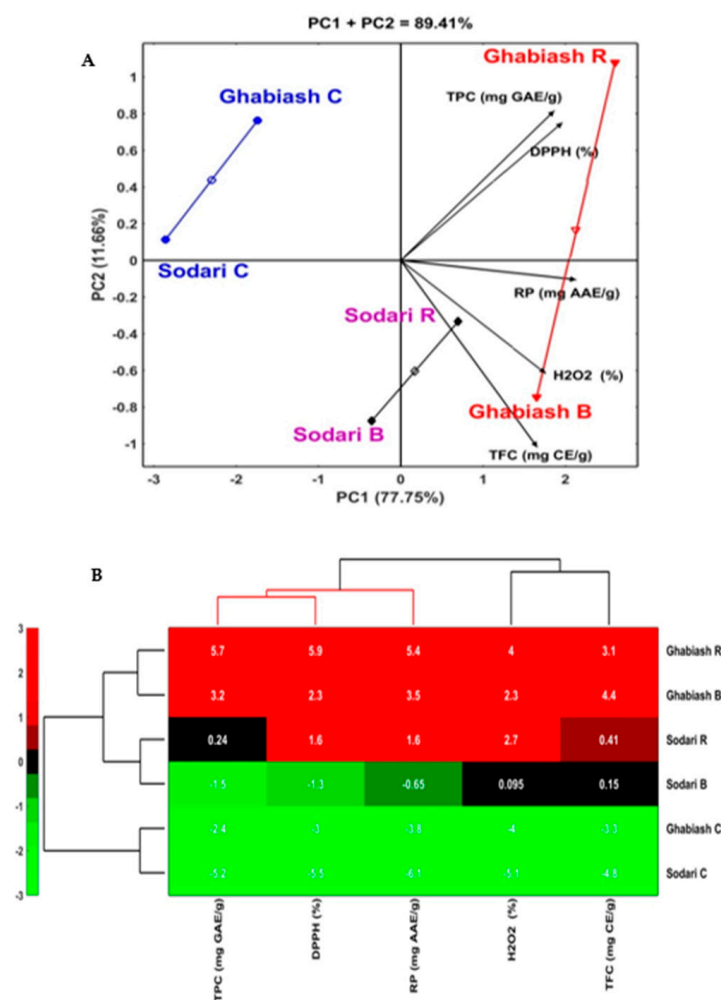 PC1 + PC2 = 89.41%
A
Ghabiash R
Ghabiash C
TPC (mg GAE/g)
DPPH (%)
Sodari C
RP (mg AAE/g)
Sodari R
H2O2 (%)
Ghabiash B
Sodari B
TFC (mg CE/g)
PC2 (11.66%)
1
0.8
0.6
0.4
0.2
0
-0.2
-0.4
-0.6
-0.8
-1
-3 -2 -1 0 1 2
PC1 (77.75%)
B
3
2
1
0
-1
-2
-3
5.7 5.9 5.4 4 3.1 Ghabiash R
3.2 2.3 3.5 2.3 4.4 Ghabiash B
0.24 1.6 1.6 2.7 0.41 Sodari R
-1.5 -1.3 -0.65 0.095 0.15 Sodari B
-2.4 -3 -3.8 -4 -3.3 Ghabiash C
-5.2 -5.5 -6.1 -5.1 -4.8 Sodari C
TPC (mg GAE/g)
DPPH (%)
RP (mg AAE/g)
H2O2 (%)
TFC (mg CE/g)